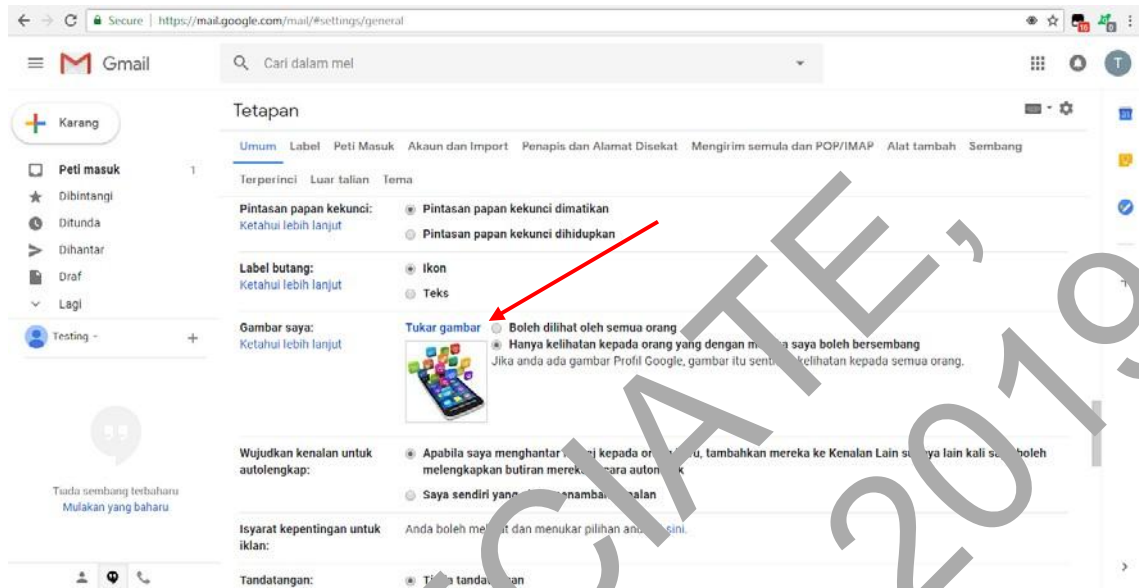 Secure | https://mail.google.com/mail/#settings/general
Gmail
Cari dalam mel
T
Karang
Tetapan
Umum Label Peti Masuk Akaun dan Import Penapis dan Alamat Disekat Mengirim semula dan POP/IMAP Alat tambah Sembang
Terperinci Luar talian Tema
Peti masuk 1
Dibintangi
Ditunda
Dihantar
Draf
Lagi
Testing
Pintasan papan kekunci: Pintasan papan kekunci dimatikan
Ketahui lebih lanjut
Pintasan papan kekunci dihidupkan
Label butang: Ikon
Ketahui lebih lanjut
Teks
Gambar saya: Tukar gambar Boleh dilihat oleh semua orang
Ketahui lebih lanjut Hanya kelihatan kepada orang yang dengan saya boleh bersembang
Jika anda ada gambar Profil Google, gambar itu kelihatan kepada semua orang.
Wujudkan kenalan untuk autolengkap: Apabila saya menghantar kepada tambahkan mereka ke Kenalan Lain lain kali boleh
melengkapkan butiran
Saya sendiri
Isyarat kepentingan untuk iklan: Anda boleh dan menukar pilihan sini.
Tandatangan:
Tiada sembang terbaharu
Mulakan yang baharu
CIATE,
2019